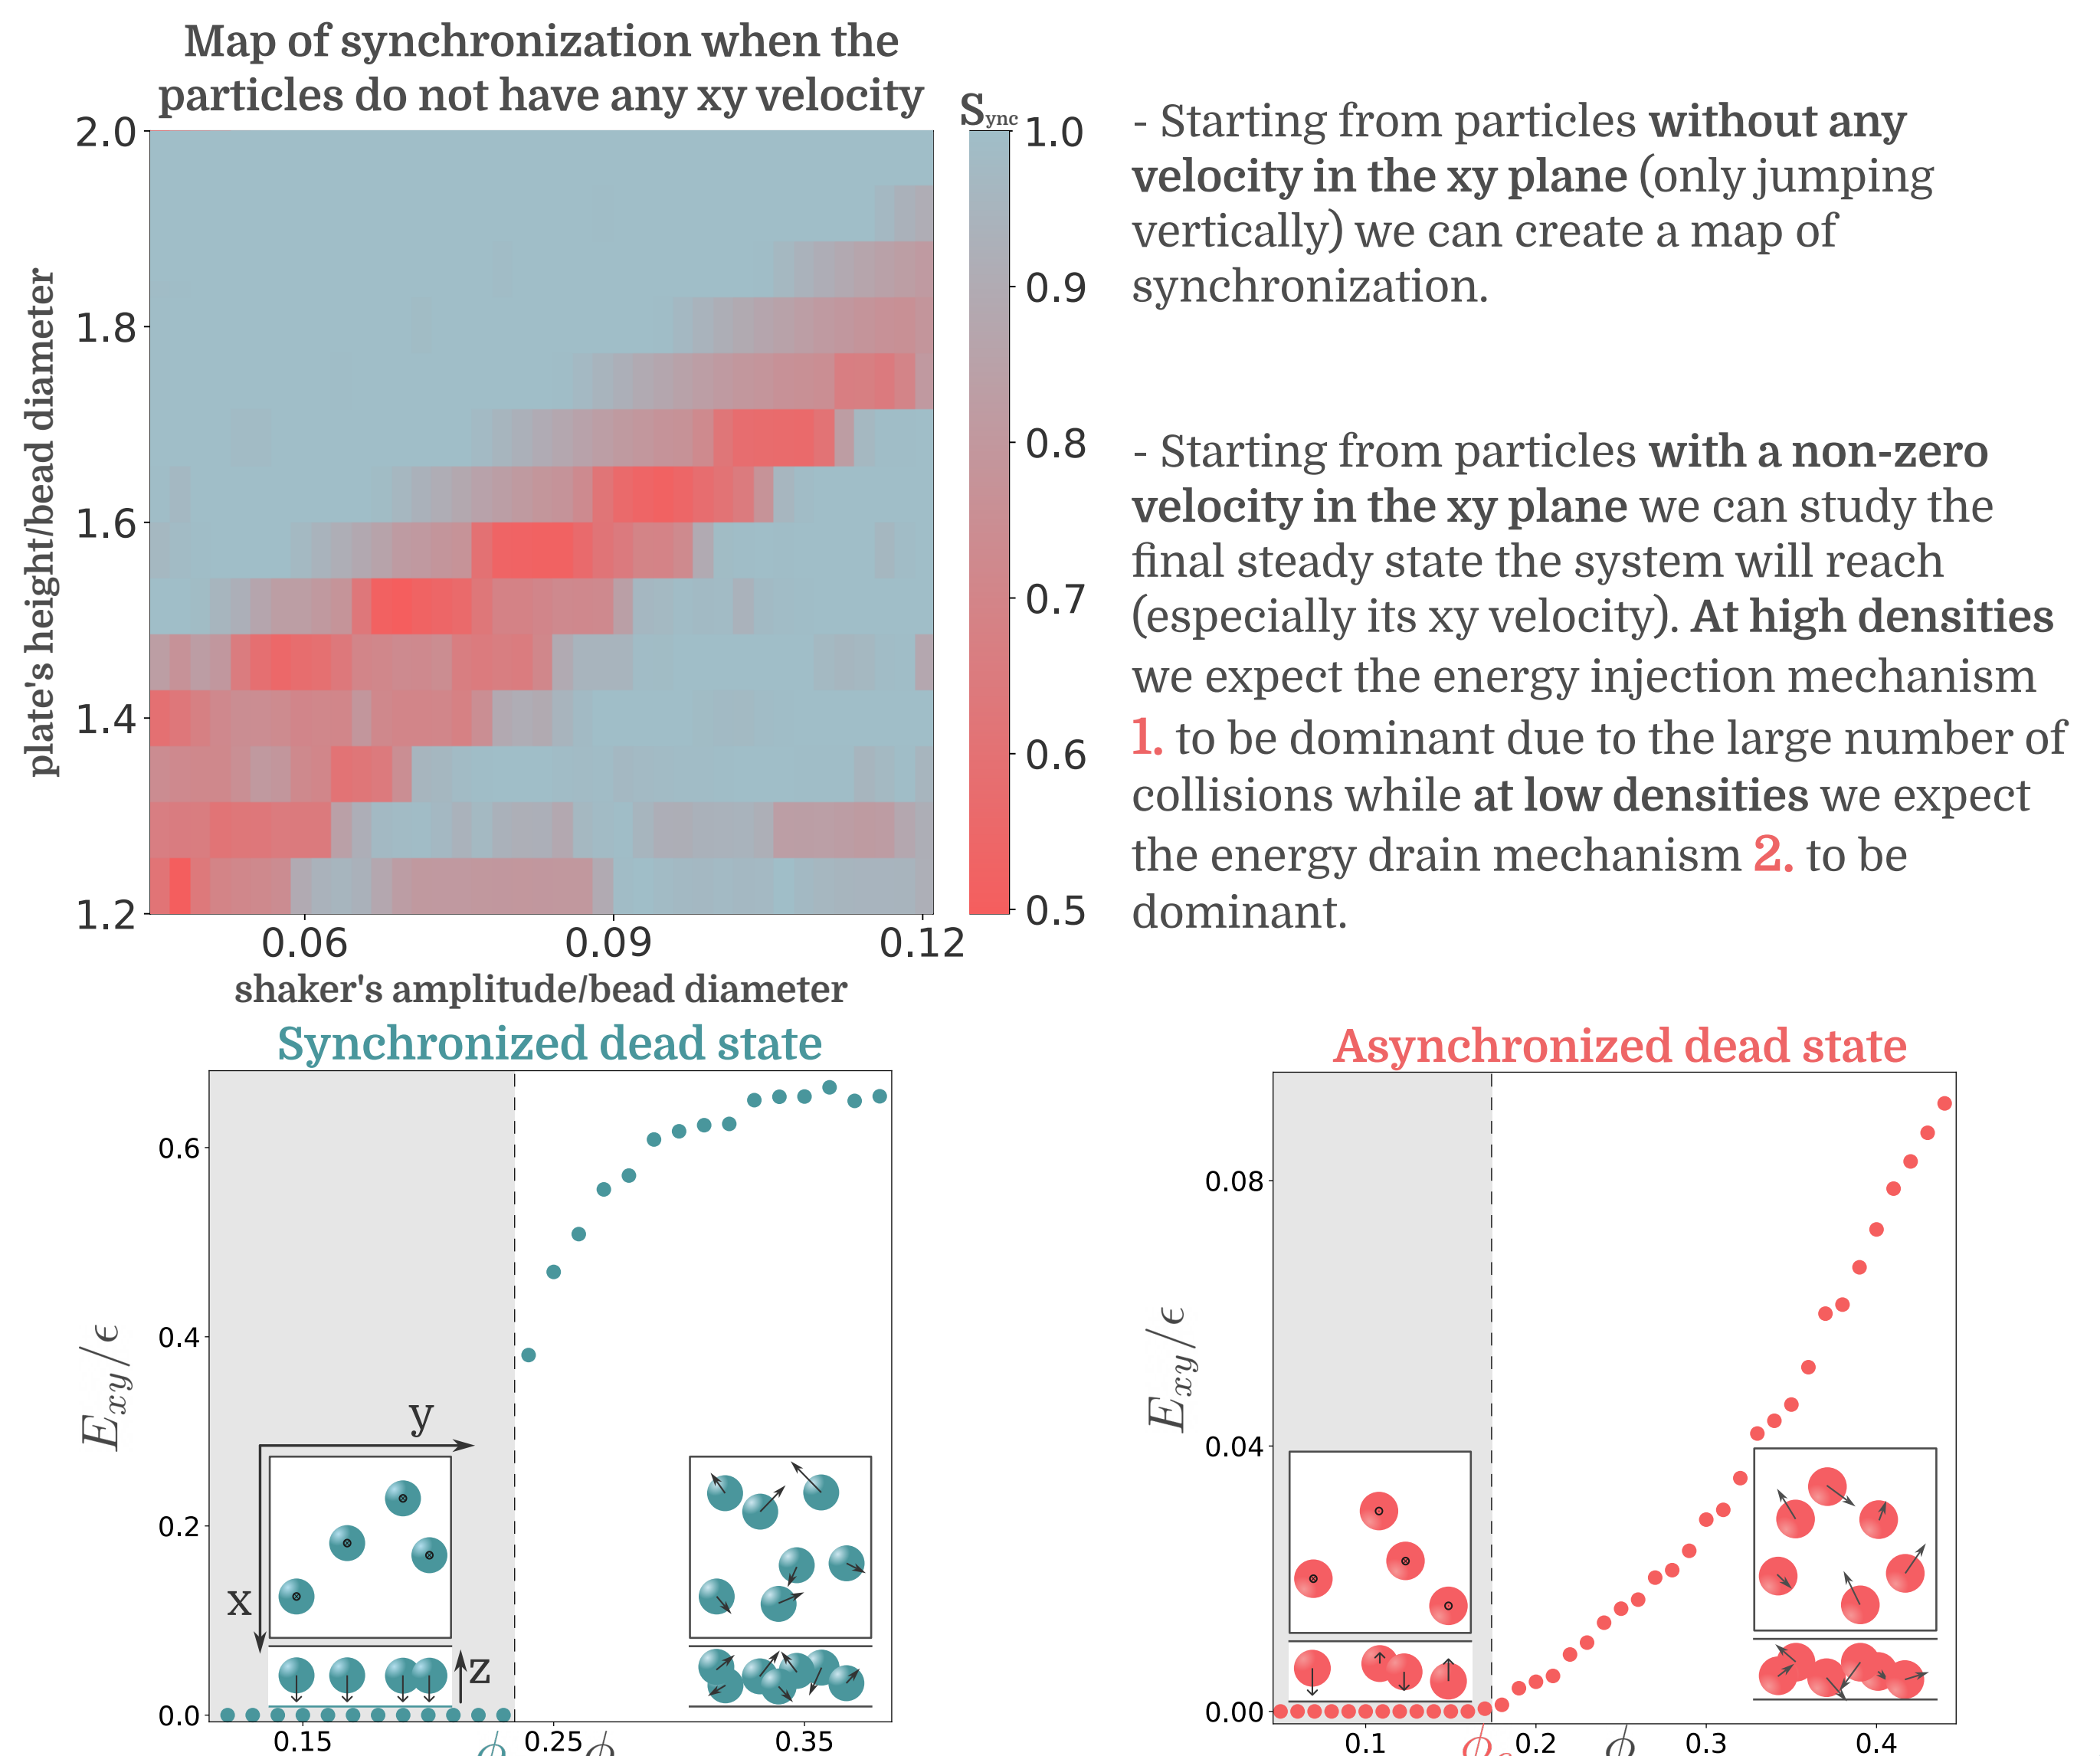 Map of synchronization when the
particles do not have any xy velocity
Sync
2.0
1.8
1.6
1.4
1.2
plate's height/bead diameter
0.06
0.09
0.12
shaker's amplitude/bead diameter
1.0
0.9
0.8
0.7
0.6
0.5
- Starting from particles without any
velocity in the xy plane (only jumping
vertically) we can create a map of
synchronization.
- Starting from particles with a non-zero
velocity in the xy plane we can study the
final steady state the system will reach
(especially its xy velocity). At high densities
we expect the energy injection mechanism
1. to be dominant due to the large number of
collisions while at low densities we expect
the energy drain mechanism 2. to be
dominant.
Synchronized dead state
0.6
0.4
0.2
0.0
E_xy/ϵ
y
x
z
0.15
0.25
0.35
ϕ
ϕ
Asynchronized dead state
0.08
0.04
0.00
E_xy/ϵ
0.1
0.2
0.3
0.4
ϕ_c
ϕ